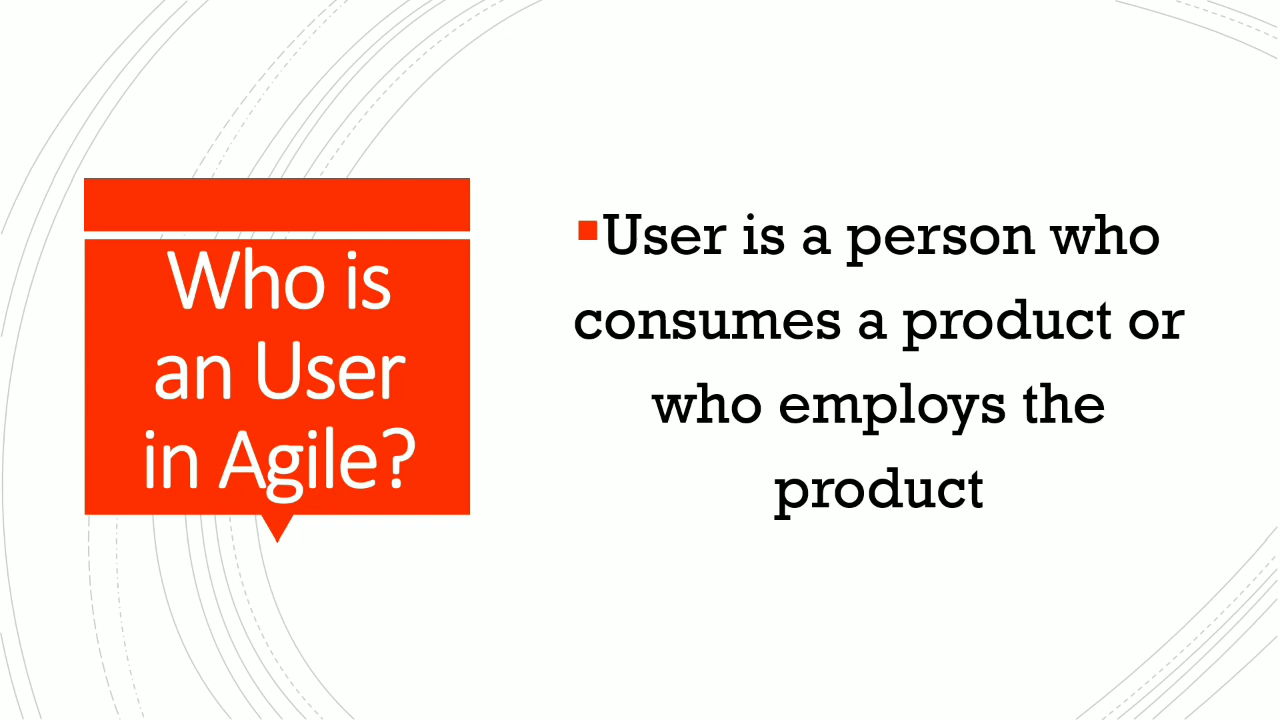 Who is
an User
in Agile?
▪User is a person who
consumes a product or
who employs the
product